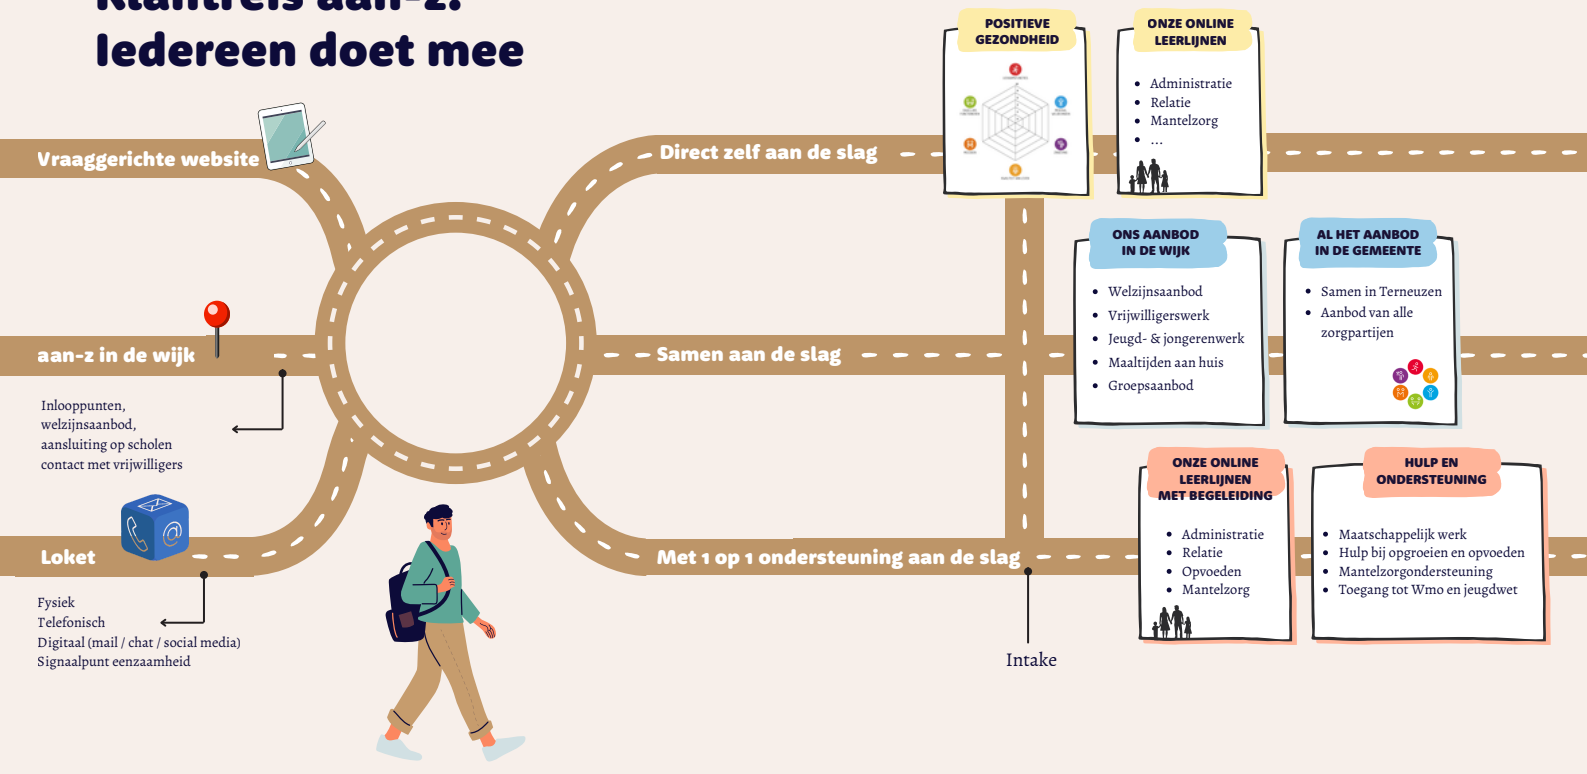 Klantreis aan-z:
Iedereen doet mee
Vraaggerichte website
aan-z in de wijk
Inlooppunten,
welzijnsaanbod,
aansluiting op scholen
contact met vrijwilligers
Loket
Fysiek
Telefonisch
Digitaal (mail / chat / social media)
Signaalpunt eenzaamheid
Direct zelf aan de slag
POSITIEVE
GEZONDHEID
ONZE ONLINE
LEERLIJNEN
Administratie
Relatie
Mantelzorg
...
Samen aan de slag
ONS AANBOD
IN DE WIJK
Welzijnsaanbod
Vrijwilligerswerk
Jeugd- & jongerenwerk
Maaltijden aan huis
Groepsaanbod
AL HET AANBOD
IN DE GEMEENTE
Samen in Terneuzen
Aanbod van alle
zorgpartijen
Met 1 op 1 ondersteuning aan de slag
Intake
ONZE ONLINE
LEERLIJNEN
MET BEGELEIDING
Administratie
Relatie
Opvoeden
Mantelzorg
HULP EN
ONDERSTEUNING
Maatschappelijk werk
Hulp bij opgroeien en opvoeden
Mantelzorgondersteuning
Toegang tot Wmo en jeugdwet